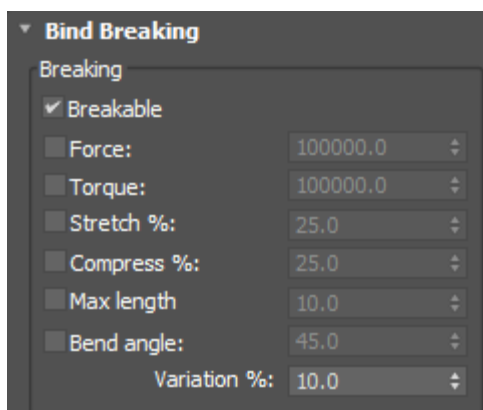 Bind Breaking
Breaking
Breakable
Force: 100000.0
Torque: 100000.0
Stretch %: 25.0
Compress %: 25.0
Max length 10.0
Bend angle: 45.0
Variation %: 10.0